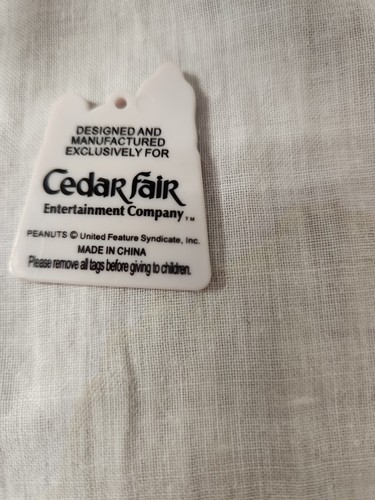 DESIGNED AND
MANUFACTURED
EXCLUSIVELY FOR
Cedar Fair
Entertainment Company™
PEANUTS © United Feature Syndicate, Inc.
MADE IN CHINA
Please remove all tags before giving to children.